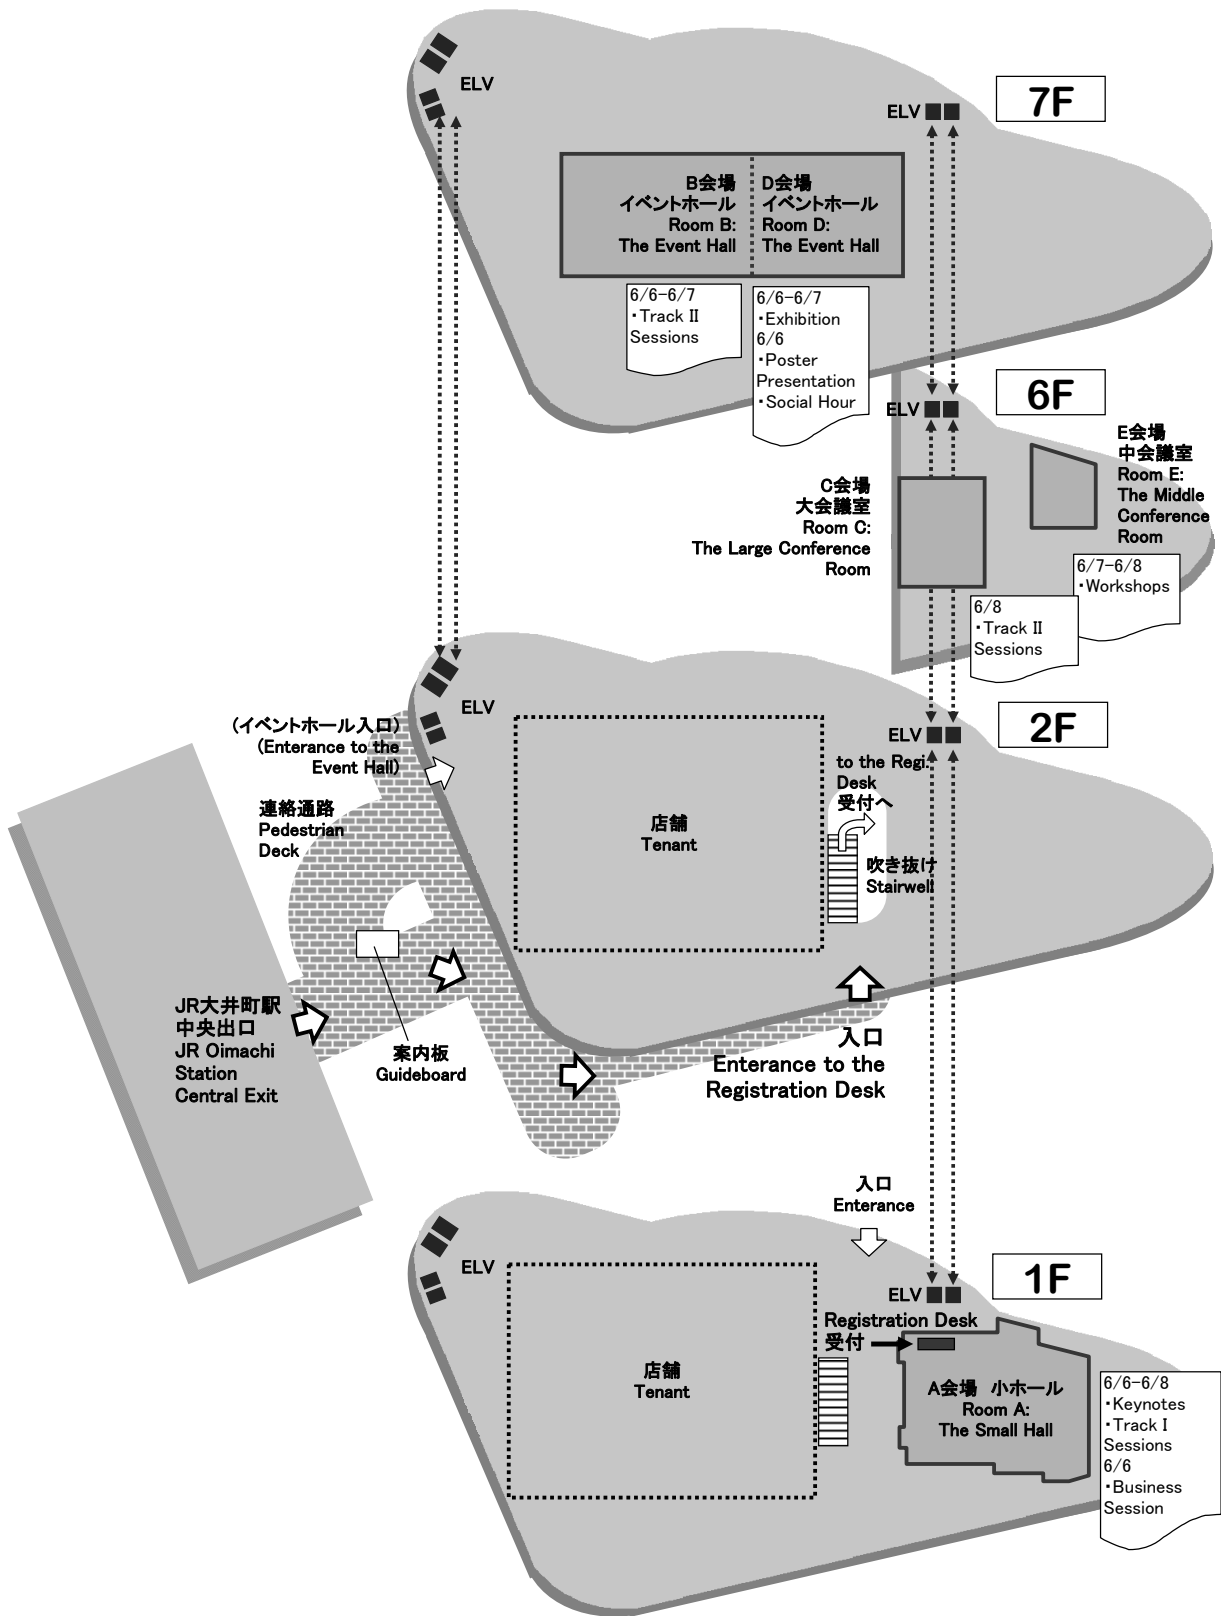 ELV
ELV
7F
B会場
イベントホール
Room B:
The Event Hall
D会場
イベントホール
Room D:
The Event Hall
6/6-6/7
・Track II
Sessions
6/6-6/7
・Exhibition
6/6
・Poster
Presentation
・Social Hour
ELV
6F
E会場
中会議室
Room E:
The Middle
Conference
Room
C会場
大会議室
Room C:
The Large Conference
Room
6/7-6/8
・Workshops
6/8
・Track II
Sessions
ELV
ELV
2F
(イベントホール入口)
(Enterance to the
Event Hall)
to the Regi.
Desk
受付へ
連絡通路
Pedestrian
Deck
店舗
Tenant
吹き抜け
Stairwell
JR大井町駅
中央出口
JR Oimachi
Station
Central Exit
案内板
Guideboard
入口
Enterance to the
Registration Desk
入口
Enterance
ELV
ELV
1F
Registration Desk
受付
店舗
Tenant
A会場 小ホール
Room A:
The Small Hall
6/6-6/8
・Keynotes
・Track I
Sessions
6/6
・Business
Session